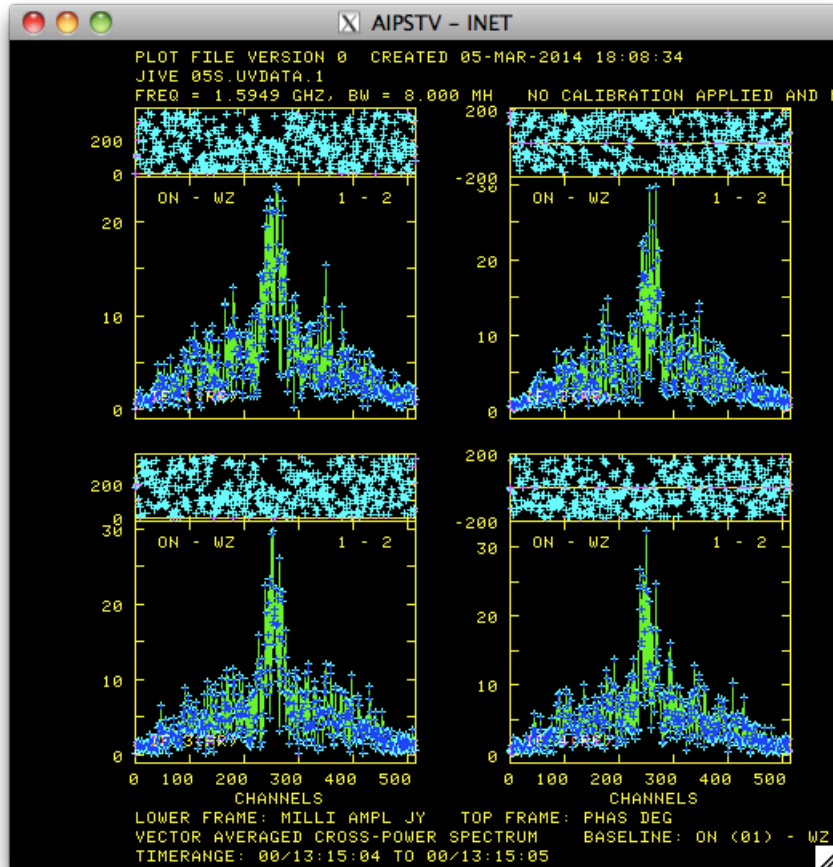 X AIPSTV - INET
PLOT FILE VERSION 0 CREATED 05-MAR-2014 18:08:34
JIVE 05S.UVDATA.1
FREQ = 1.5949 GHZ, BW = 8.000 MH NO CALIBRATION APPLIED AND
200
0
200
-200
ON - WZ 1 - 2
20
10
0
ON - WZ 1 - 2
30
20
10
0
200
0
200
-200
ON - WZ 1 - 2
30
20
10
0
0 100 200 300 400 500
CHANNELS
ON - WZ 1 - 2
30
20
10
0
0 100 200 300 400 500
CHANNELS
LOWER FRAME: MILLI AMPL JY TOP FRAME: PHAS DEG
VECTOR AVERAGED CROSS-POWER SPECTRUM BASELINE: ON (01) - WZ
TIMERANGE: 00/13:15:04 TO 00/13:15:05